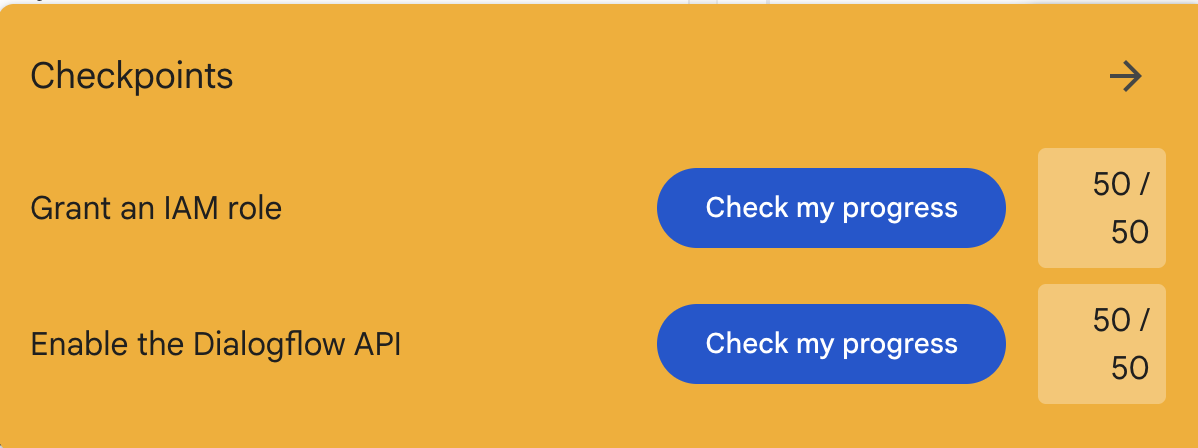 Checkpoints
Grant an IAM role
Check my progress
50 /
50
Enable the Dialogflow API
Check my progress
50 /
50